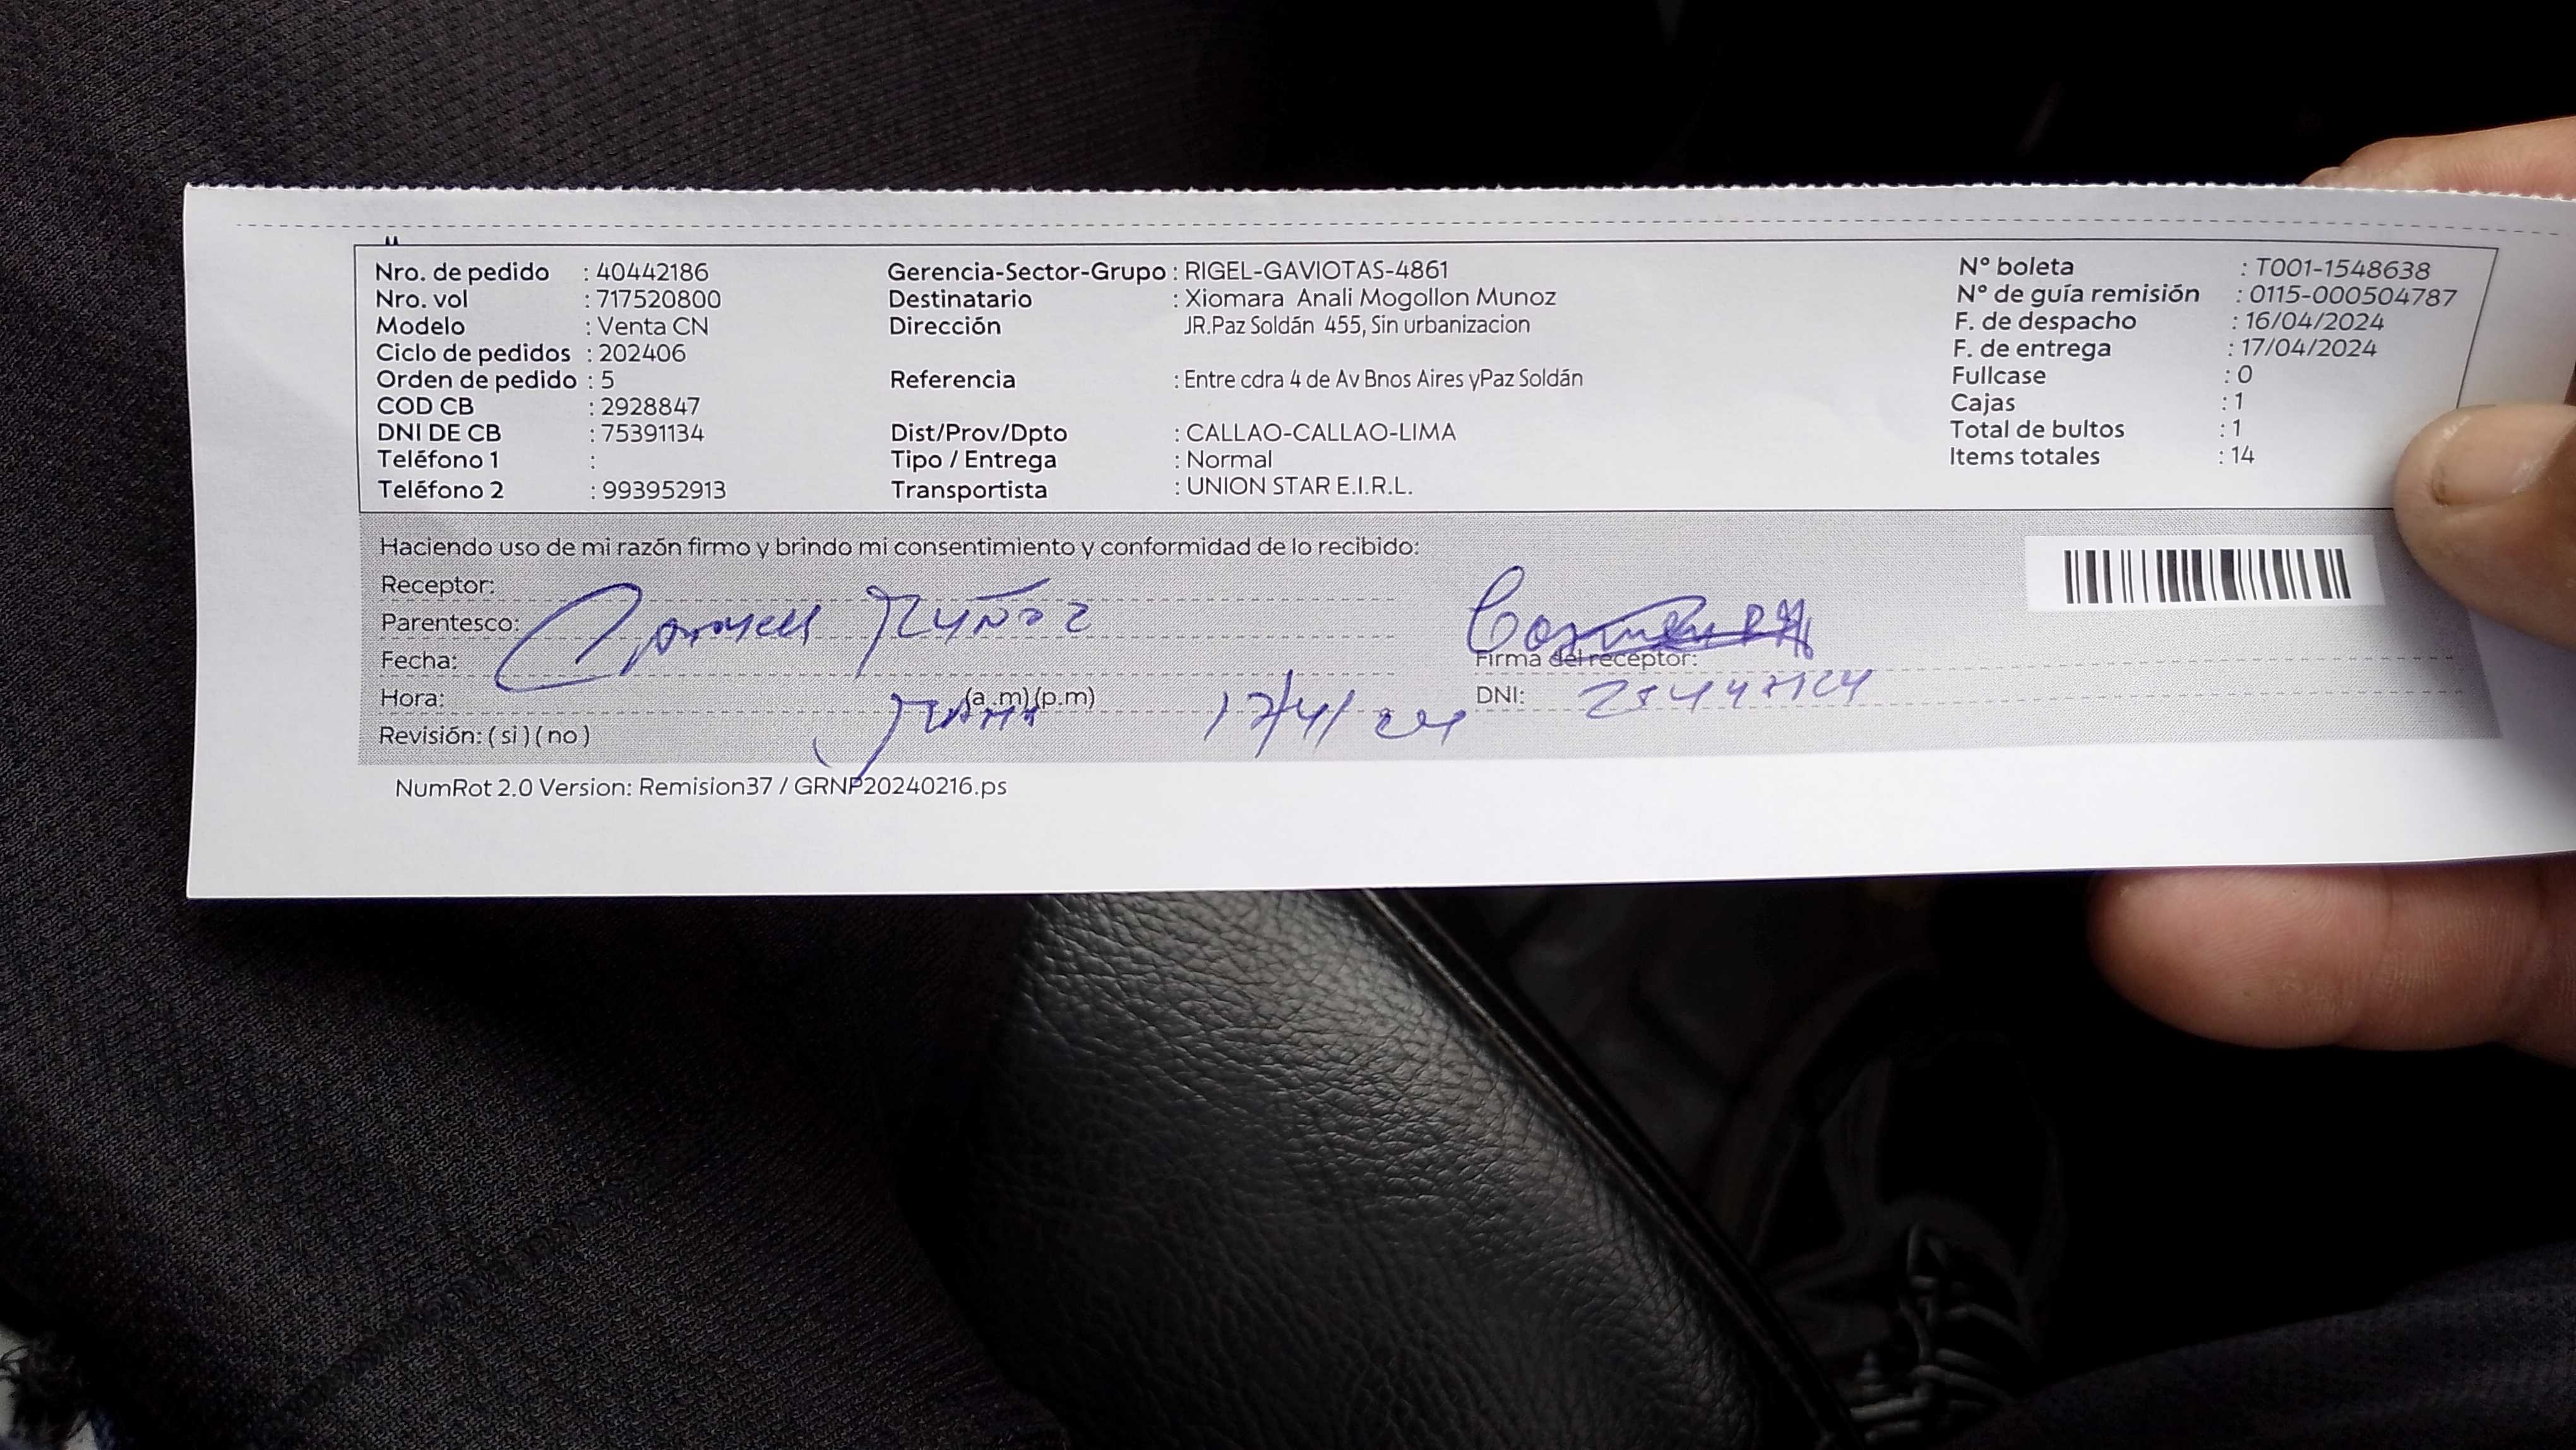 Nro. de pedido : 40442186
Nro. vol : 717520800
Modelo : Venta CN
Ciclo de pedidos : 202406
Orden de pedido : 5
COD CB : 2928847
DNI DE CB : 75391134
Teléfono 1 :
Teléfono 2 : 993952913
Gerencia-Sector-Grupo : RIGEL-GAVIOTAS-4861
Destinatario : Xiomara Anali Mogollon Munoz
Dirección JR.Paz Soldán 455, Sin urbanizacion
Referencia : Entre cdra 4 de Av Bnos Aires yPaz Soldán
Dist/Prov/Dpto : CALLAO-CALLAO-LIMA
Tipo / Entrega : Normal
Transportista : UNION STAR E.I.R.L.
N° boleta : T001-1548638
N° de guía remisión : 0115-000504787
F. de despacho : 16/04/2024
F. de entrega : 17/04/2024
Fullcase : 0
Cajas : 1
Total de bultos : 1
Items totales : 14
Haciendo uso de mi razón firmo y brindo mi consentimiento y conformidad de lo recibido:
Receptor:
Parentesco: Muñoz
Fecha:
Hora: (a.m)(p.m) 17/4/24
Revisión: ( si ) ( no )
Firma del receptor:
DNI:
NumRot 2.0 Version: Remision37 / GRNP20240216.ps